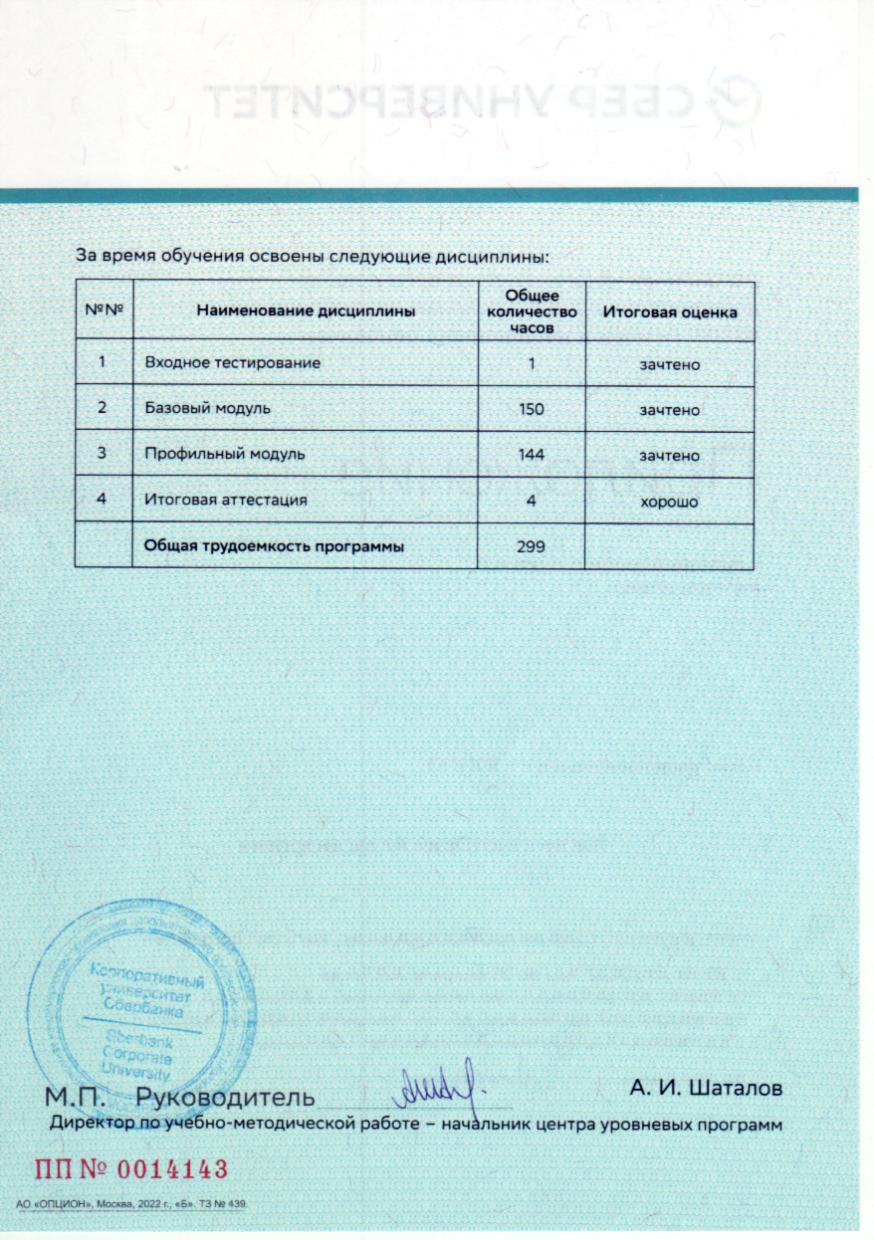 СБЕР УНИВЕРСИТЕТ
За время обучения освоены следующие дисциплины:
№№ Наименование дисциплины Общее количество часов Итоговая оценка
1 Входное тестирование 1 зачтено
2 Базовый модуль 150 зачтено
3 Профильный модуль 144 зачтено
4 Итоговая аттестация 4 хорошо
Общая трудоемкость программы 299
Корпоративный
университет
Сбербанка
Sberbank
Corporate
University
М.П. Руководитель А. И. Шаталов
Директор по учебно-методической работе – начальник центра уровневых программ
ПП № 0014143
АО «ОПЦИОН», Москва, 2022 г., «Б». ТЗ № 439.